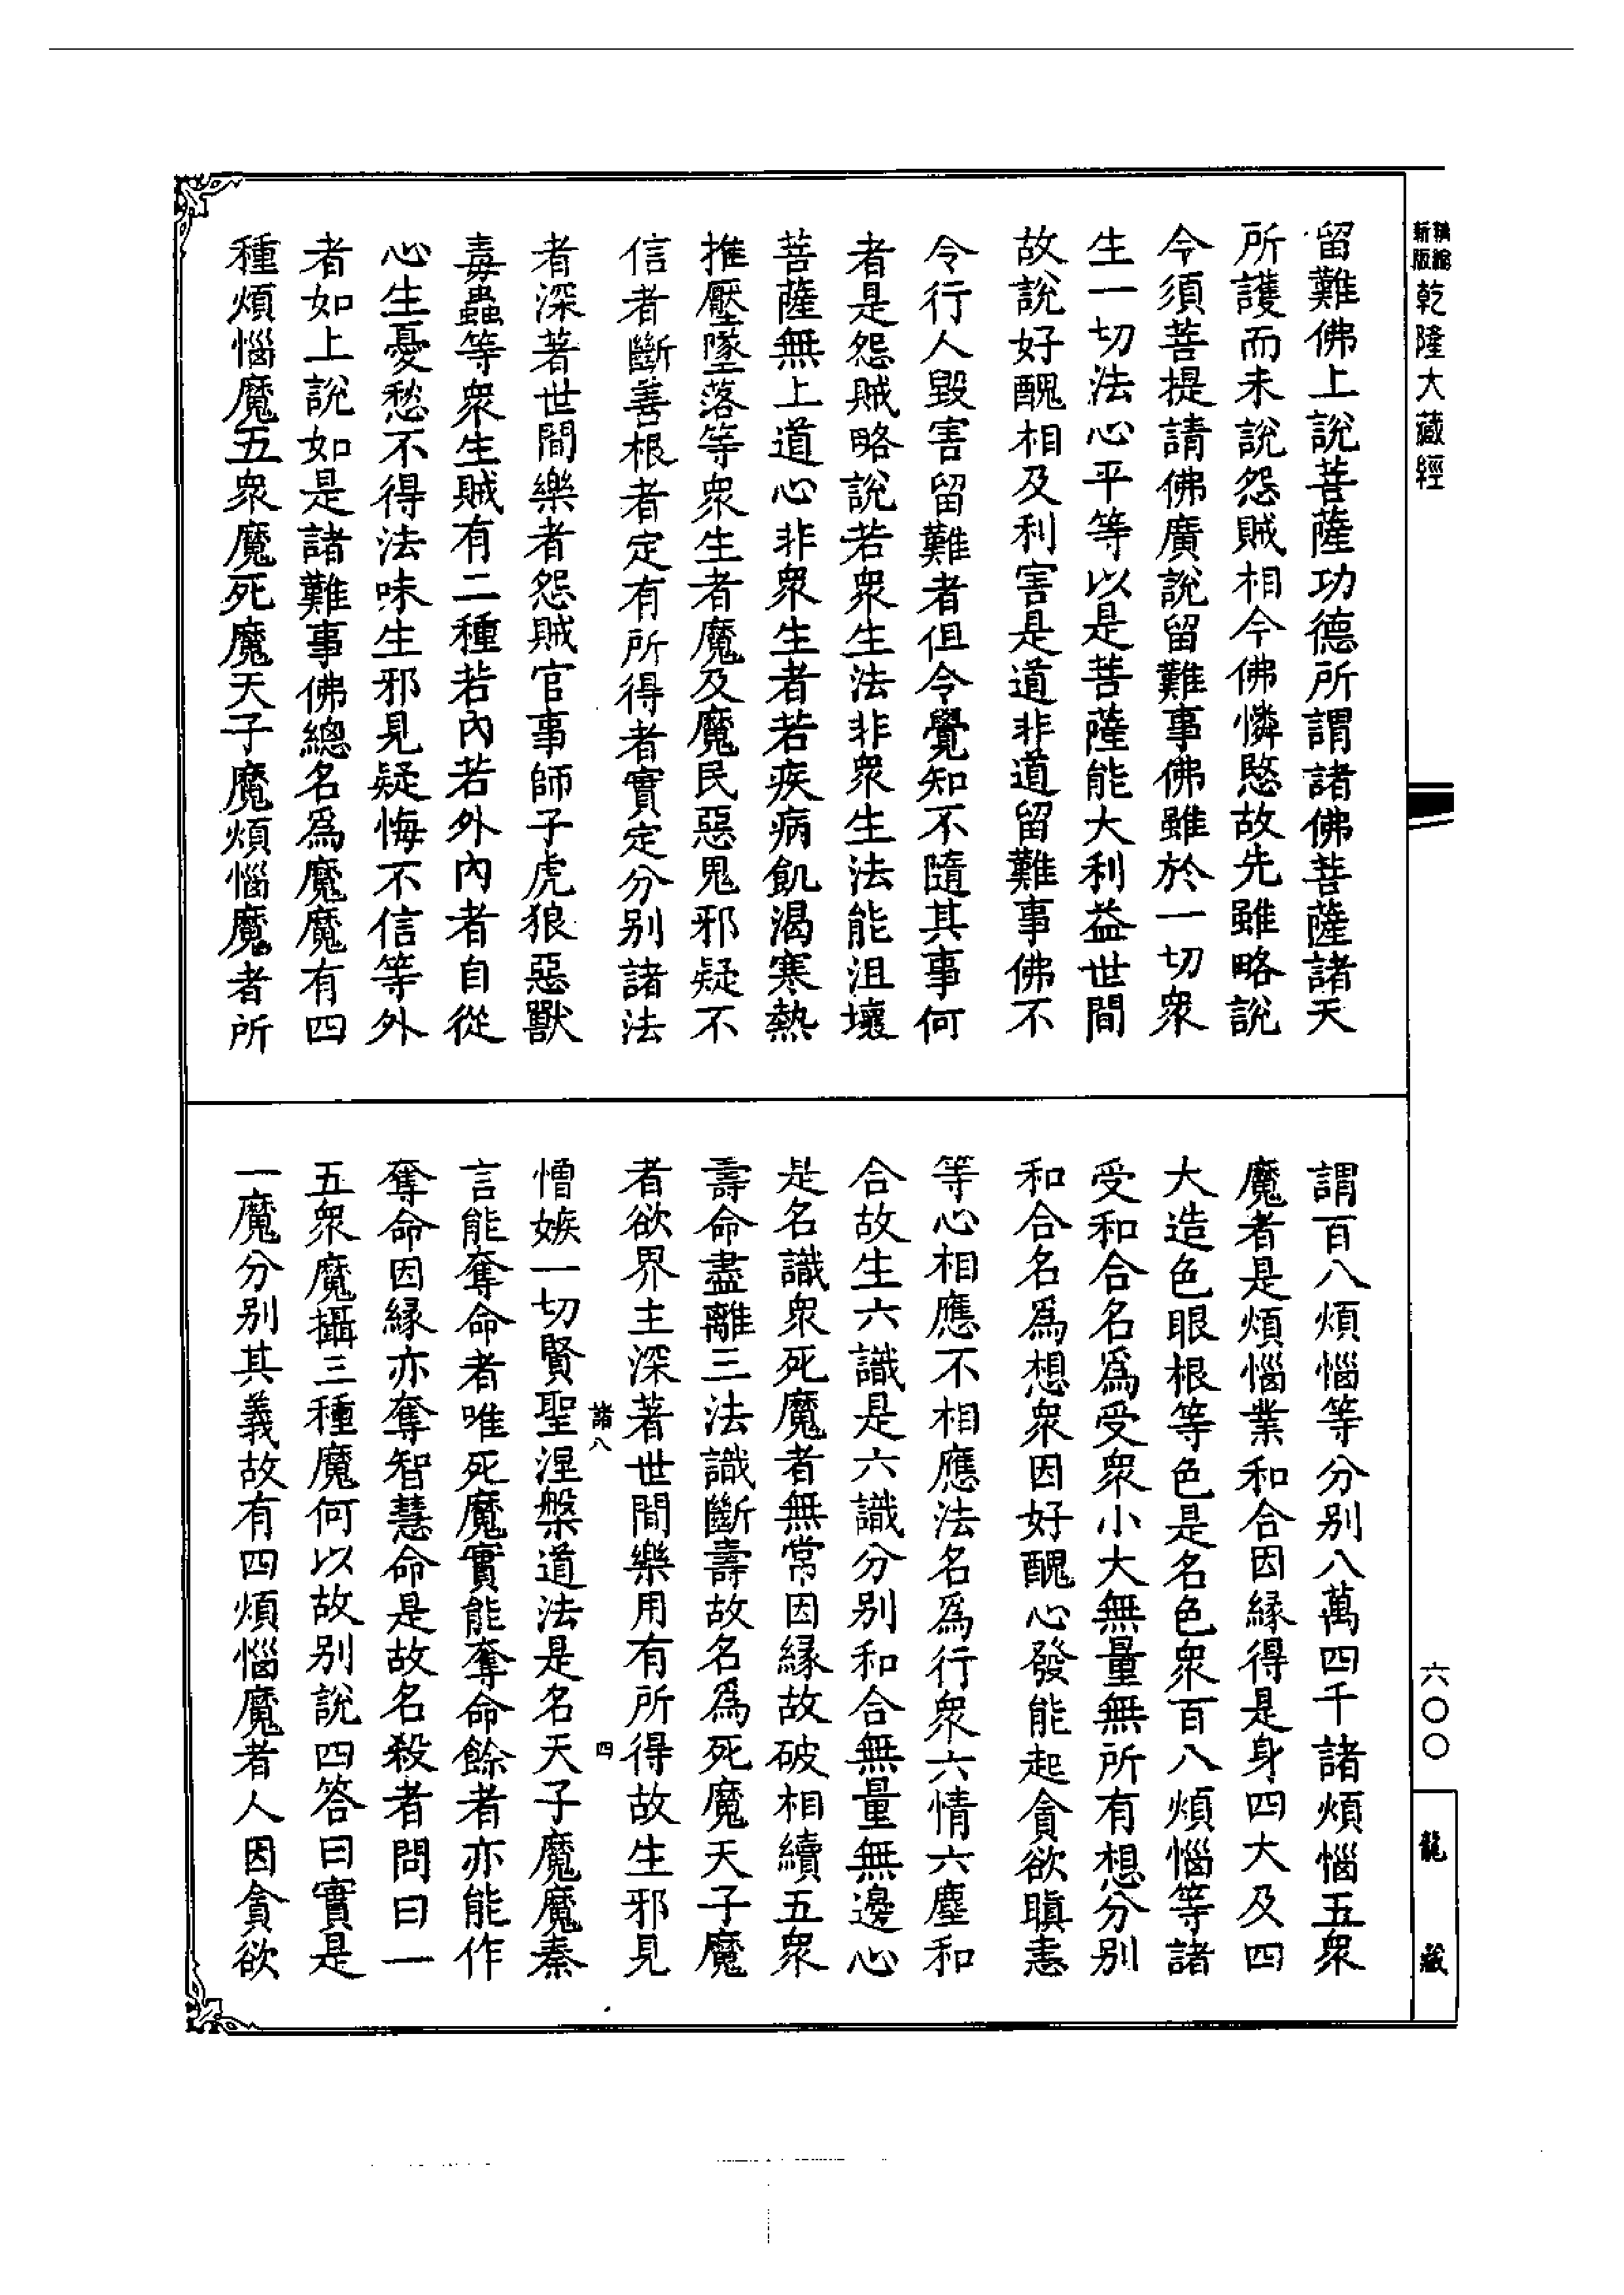 新版精縮乾隆大藏經
留難佛上說菩薩功德所謂諸佛菩薩諸天
所護而未說怨賊相今佛憐愍故先雖略說
今須菩提請佛廣說留難事佛雖於一切衆
生一切法心平等以是菩薩能大利益世間
故說好醜相及利害是道非道留難事佛不
令行人毀害留難者但令覺知不隨其事何
者是怨賊略說若衆生法非衆生法能沮壞
菩薩無上道心非衆生者若疾病飢渴寒熱
推壓墜落等衆生者魔及魔民惡鬼邪疑不
信者斷善根者定有所得者實定分別諸法
者深著世間樂者怨賊官事師子虎狼惡獸
毒蟲等衆生賊有二種若內若外內者自從
心生憂愁不得法味生邪見疑悔不信等外
者如上說如是諸難事佛總名爲魔魔有四
種煩惱魔五衆魔死魔天子魔煩惱魔者所
謂百八煩惱等分別八萬四千諸煩惱五衆
魔者是煩惱業和合因緣得是身四大及四
大造色眼根等色是名色衆百八煩惱等諸
受和合名爲受衆小大無量無所有想分別
和合名爲想衆因好醜心發能起貪欲瞋恚
等心相應不相應法名爲行衆六情六塵和
合故生六識是六識分別和合無量無邊心
是名識衆死魔者無常因緣故破相續五衆
壽命盡離三法識斷壽故名爲死魔天子魔
者欲界主深著世間樂用有所得故生邪見
諸八
四
憎嫉一切賢聖涅槃道法是名天子魔魔秦
言能奪命者唯死魔實能奪命餘者亦能作
奪命因緣亦奪智慧命是故名殺者問曰一
五衆魔攝三種魔何以故別說四答曰實是
一魔分別其義故有四煩惱魔者人因貪欲
六〇〇
龍藏